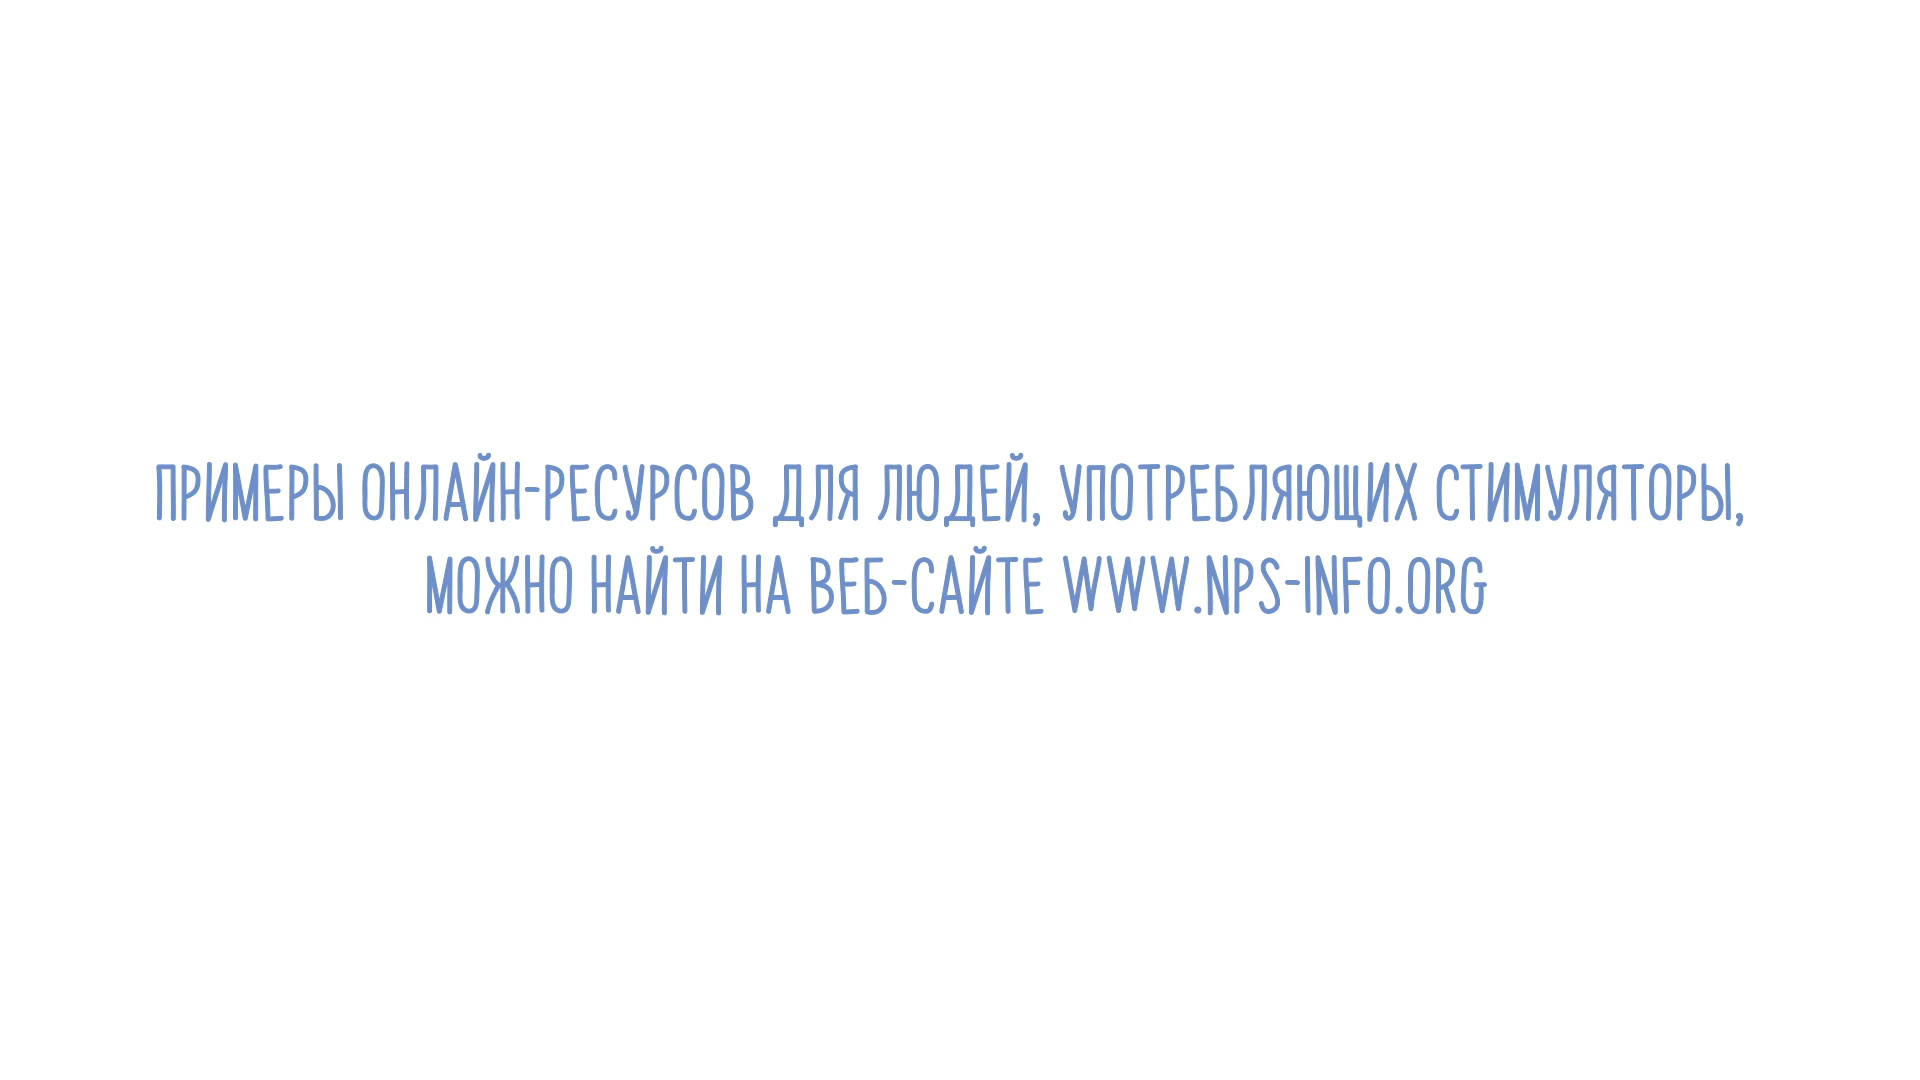 ПРИМЕРЫ ОНЛАЙН-РЕСУРСОВ ДЛЯ ЛЮДЕЙ, УПОТРЕБЛЯЮЩИХ СТИМУЛЯТОРЫ,
МОЖНО НАЙТИ НА ВЕБ-САЙТЕ WWW.NPS-INFO.ORG